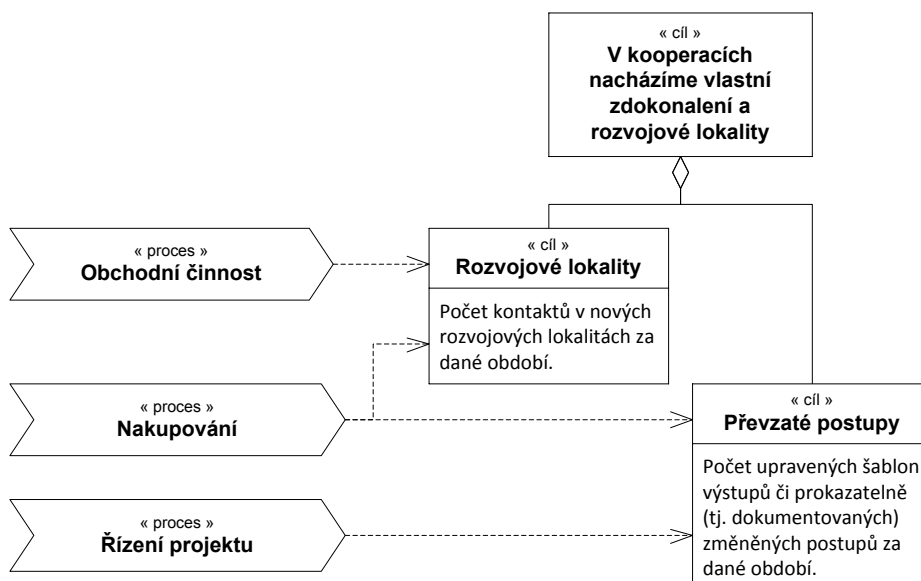 « cíl »
V kooperacích
nacházíme vlastní
zdokonalení a
rozvojové lokality
« proces »
Obchodní činnost
« cíl »
Rozvojové lokality
Počet kontaktů v nových
rozvojových lokalitách za
dané období.
« proces »
Nakupování
« cíl »
Převzaté postupy
Počet upravených šablon
výstupů či prokazatelně
(tj. dokumentovaných)
změněných postupů za
dané období.
« proces »
Řízení projektu